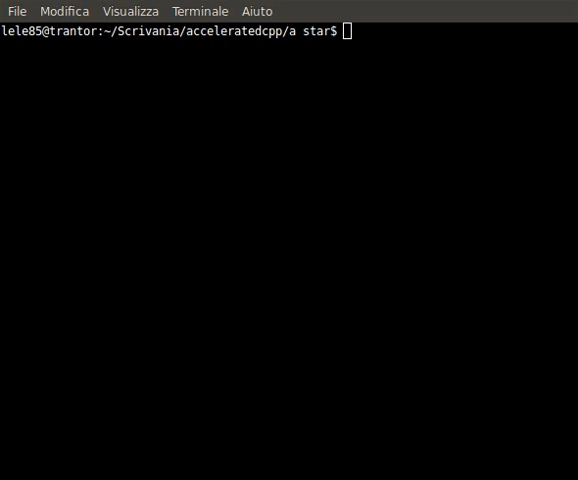 File Modifica Visualizza Terminale Aiuto
lele85@trantor:~/Scrivania/acceleratedcpp/a star$